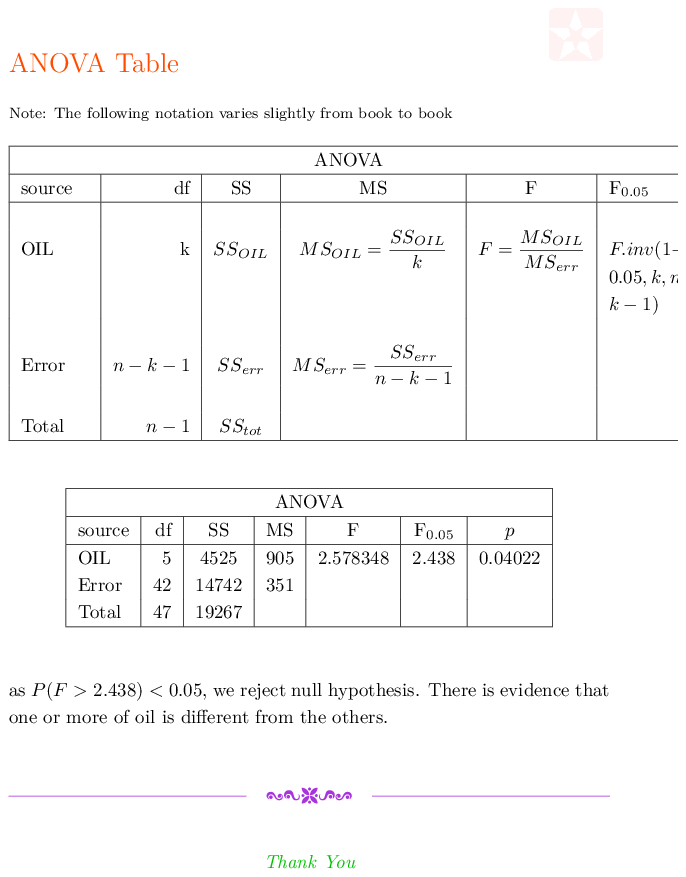 ANOVA Table
Note: The following notation varies slightly from book to book
ANOVA
source df SS MS F F₀.₀₅
OIL k SS_{OIL} MS_{OIL} = \frac{SS_{OIL}}{k} F = \frac{MS_{OIL}}{MS_{err}} F.inv(1−
0.05, k, n
k − 1)
Error n − k − 1 SS_{err} MS_{err} = \frac{SS_{err}}{n − k − 1}
Total n − 1 SS_{tot}
ANOVA
source df SS MS F F₀.₀₅ p
OIL 5 4525 905 2.578348 2.438 0.04022
Error 42 14742 351
Total 47 19267
as P(F > 2.438) < 0.05, we reject null hypothesis. There is evidence that
one or more of oil is different from the others.
Thank You